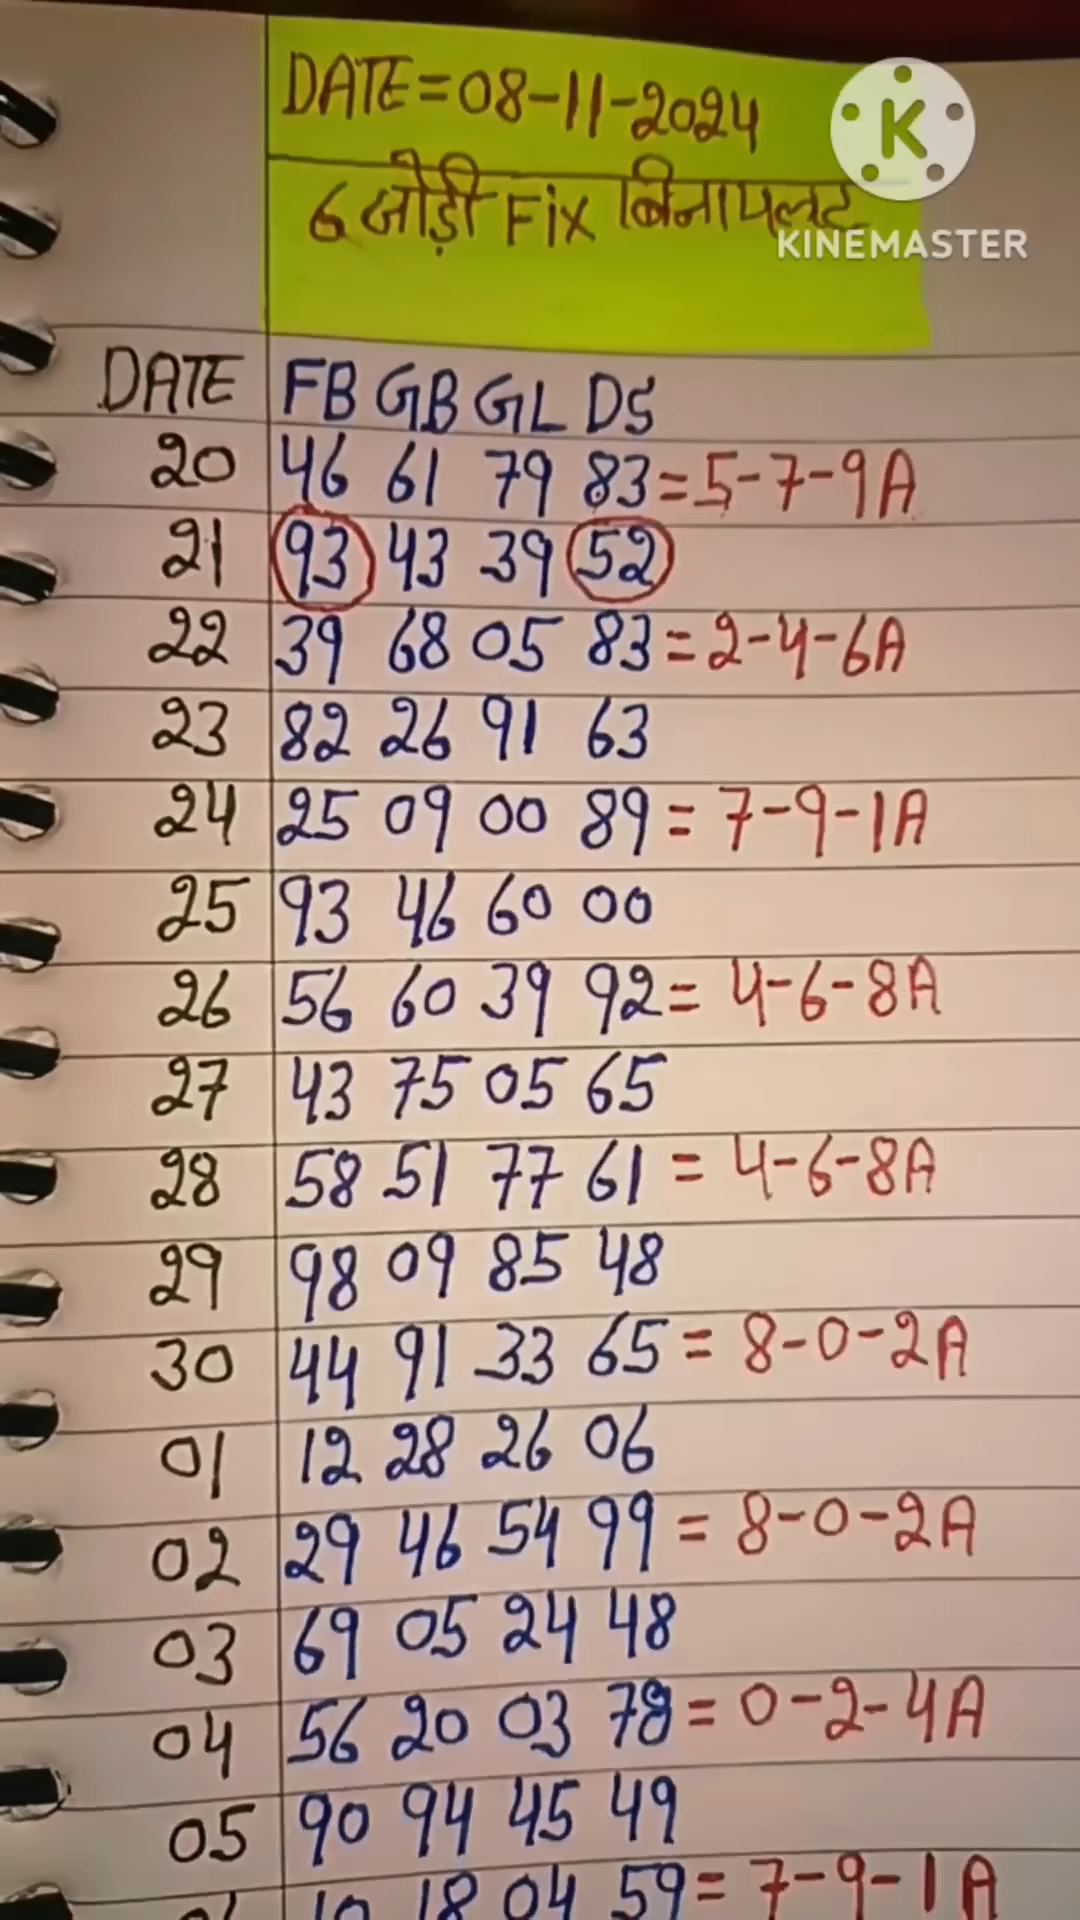 DATE=08-11-2024
K
6 जोड़ी Fix बिना पलट
KINEMASTER
DATE FB GB GL DS
20 46 61 79 83=5-7-9A
21 93 43 39 52
22 39 68 05 83=2-4-6A
23 82 26 91 63
24 25 09 00 89=7-9-1A
25 93 46 60 00
26 56 60 39 92=4-6-8A
27 43 75 05 65
28 58 51 77 61=4-6-8A
29 98 09 85 48
30 44 91 33 65=8-0-2A
01 12 28 26 06
02 29 46 54 99=8-0-2A
03 69 05 24 48
04 56 20 03 78=0-2-4A
05 90 94 45 49
18 04 59=7-9-1A